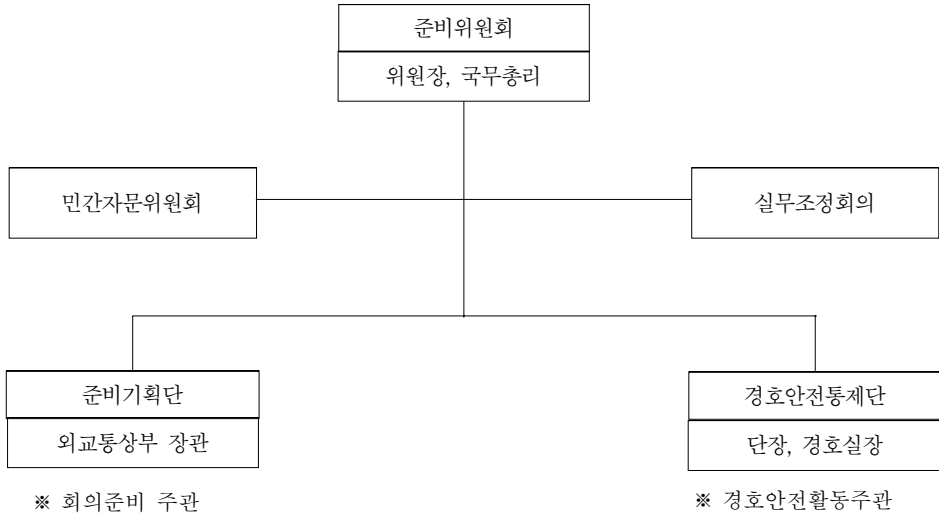 준비위원회
위원장, 국무총리
민간자문위원회
실무조정회의
준비기획단
외교통상부 장관
※ 회의준비 주관
경호안전통제단
단장, 경호실장
※ 경호안전활동주관